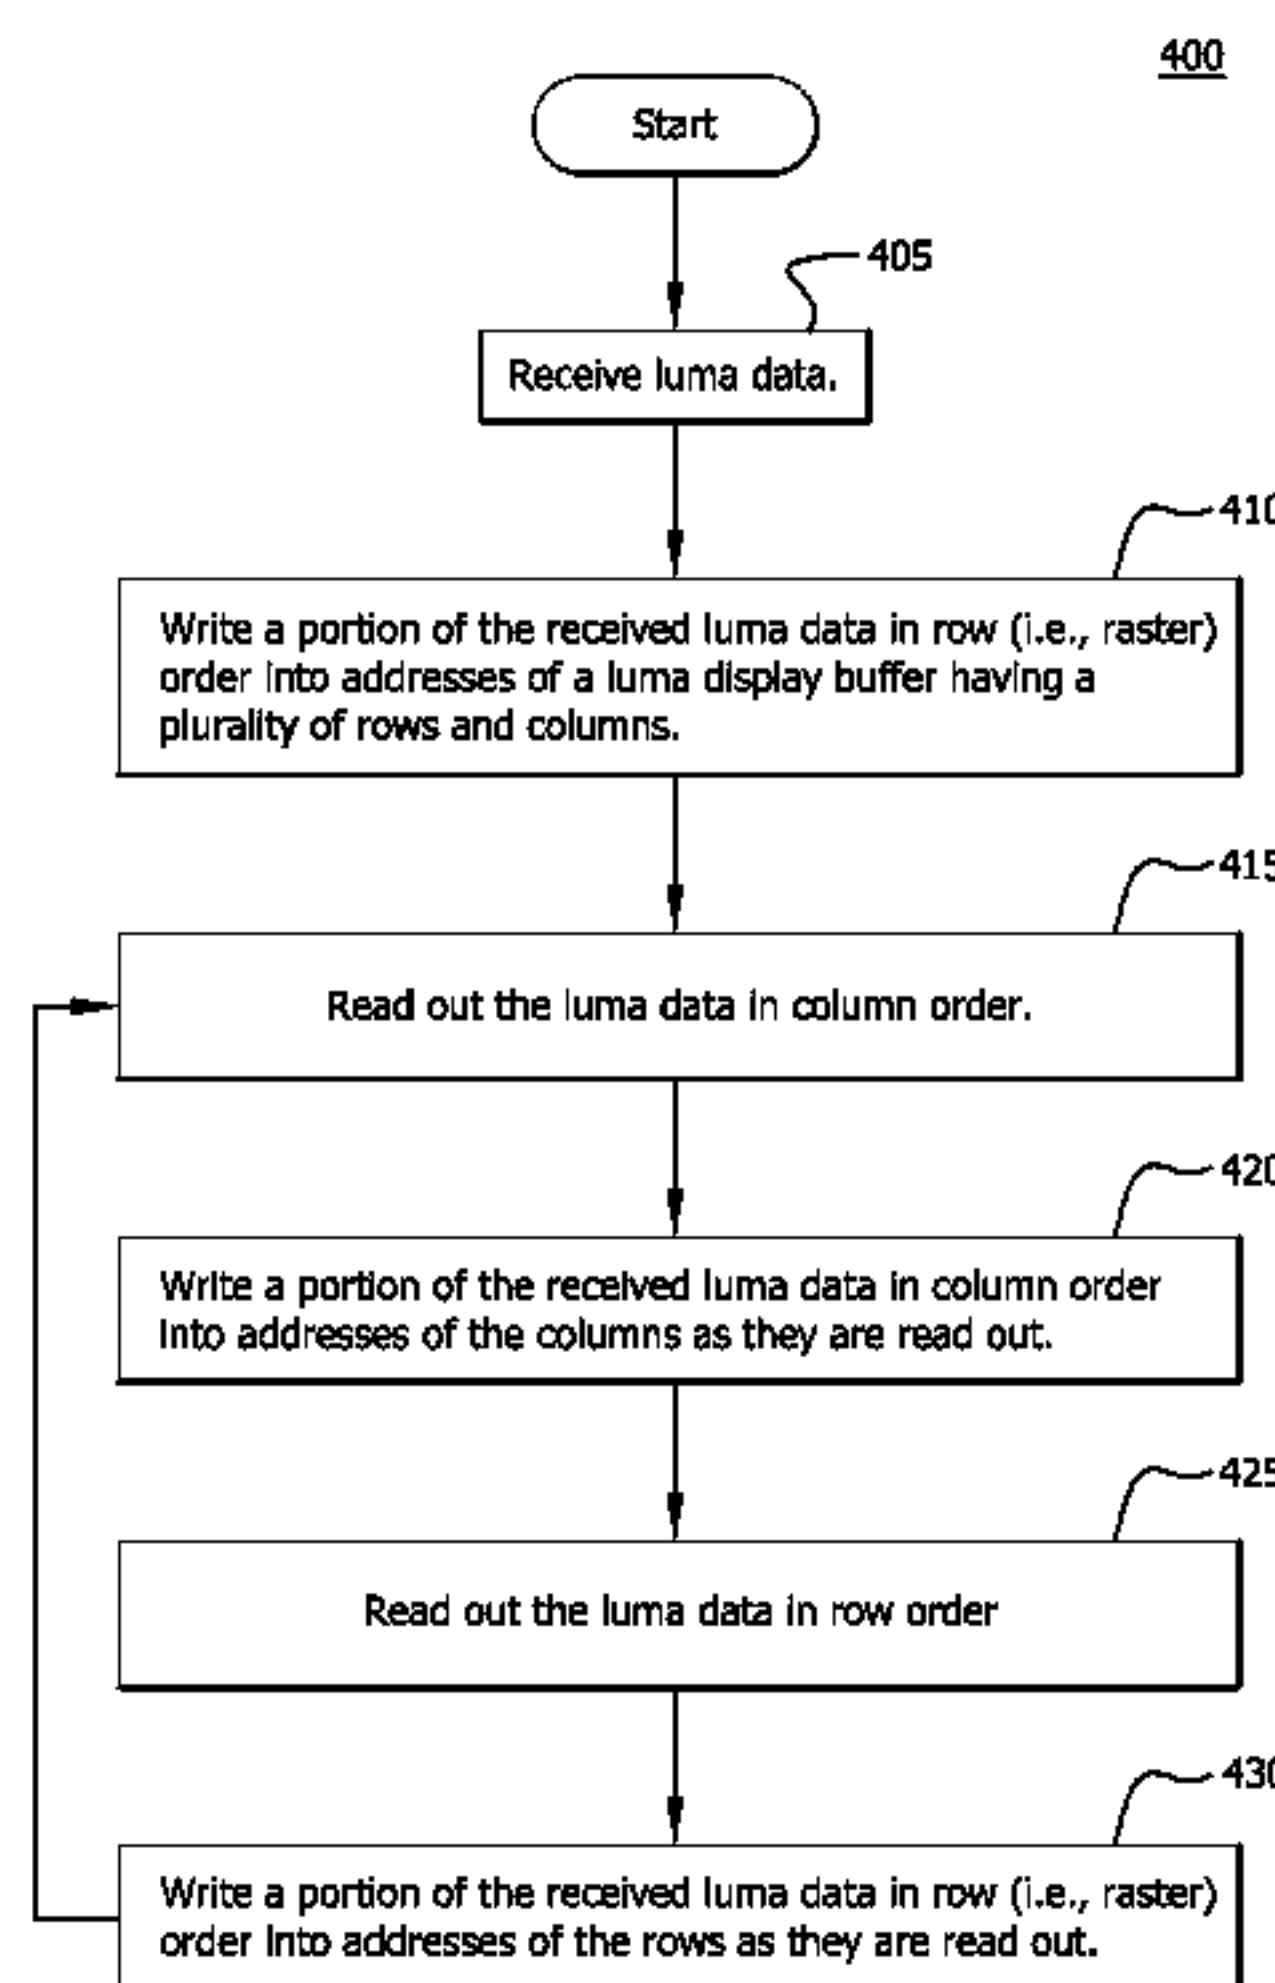 400
Start
405
Receive luma data.
410
Write a portion of the received luma data in row (i.e., raster)
order into addresses of a luma display buffer having a
plurality of rows and columns.
415
Read out the luma data in column order.
420
Write a portion of the received luma data in column order
into addresses of the columns as they are read out.
425
Read out the luma data in row order
430
Write a portion of the received luma data in row (i.e., raster)
order into addresses of the rows as they are read out.